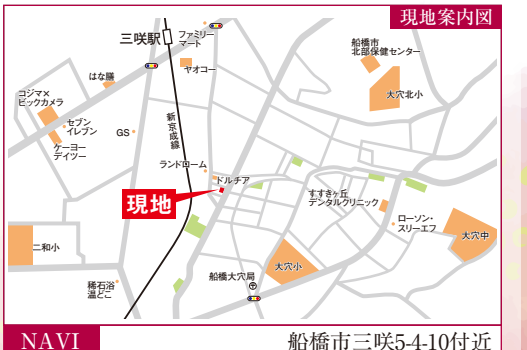 現地案内図
三咲駅
ファミリー
マート
船橋市
北部保健センター
はな膳
ヤオコー
大穴北小
コジマ×
ビックカメラ
セブン
イレブン
GS
新京成線
ケーヨー
デイツー
ランドローム
ドルチア
現地
すすきヶ丘
デンタルクリニック
ローソン・
スリーエフ
大穴中
二和小
船橋大穴局
大穴小
稀石浴
温どこ
NAVI
船橋市三咲5-4-10付近